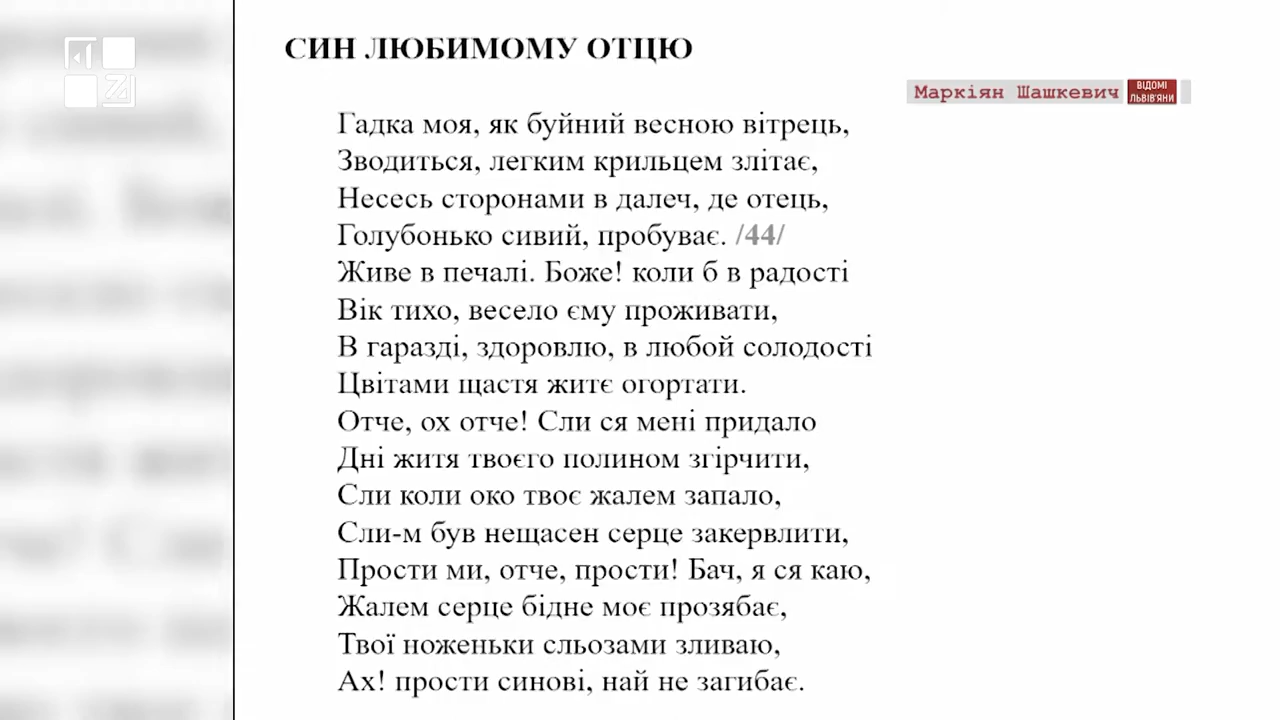 СИН ЛЮБИМОМУ ОТЦЮ
Маркіян Шашкевич
ВІДОМІ
ЛЬВІВ'ЯНИ
Гадка моя, як буйний весною вітрець,
Зводиться, легким крильцем злітає,
Несесь сторонами в далеч, де отець,
Голубонько сивий, пробуває. /44/
Живе в печалі. Боже! коли б в радості
Вік тихо, весело єму проживати,
В гаразді, здоровлю, в любой солодості
Цвітами щастя житє огортати.
Отче, ох отче! Сли ся мені придало
Дні житя твоєго полином згірчити,
Сли коли око твоє жалем запало,
Сли-м був нещасен серце закервлити,
Прости ми, отче, прости! Бач, я ся каю,
Жалем серце бідне моє прозябає,
Твої ноженьки сльозами зливаю,
Ах! прости синові, най не загибає.